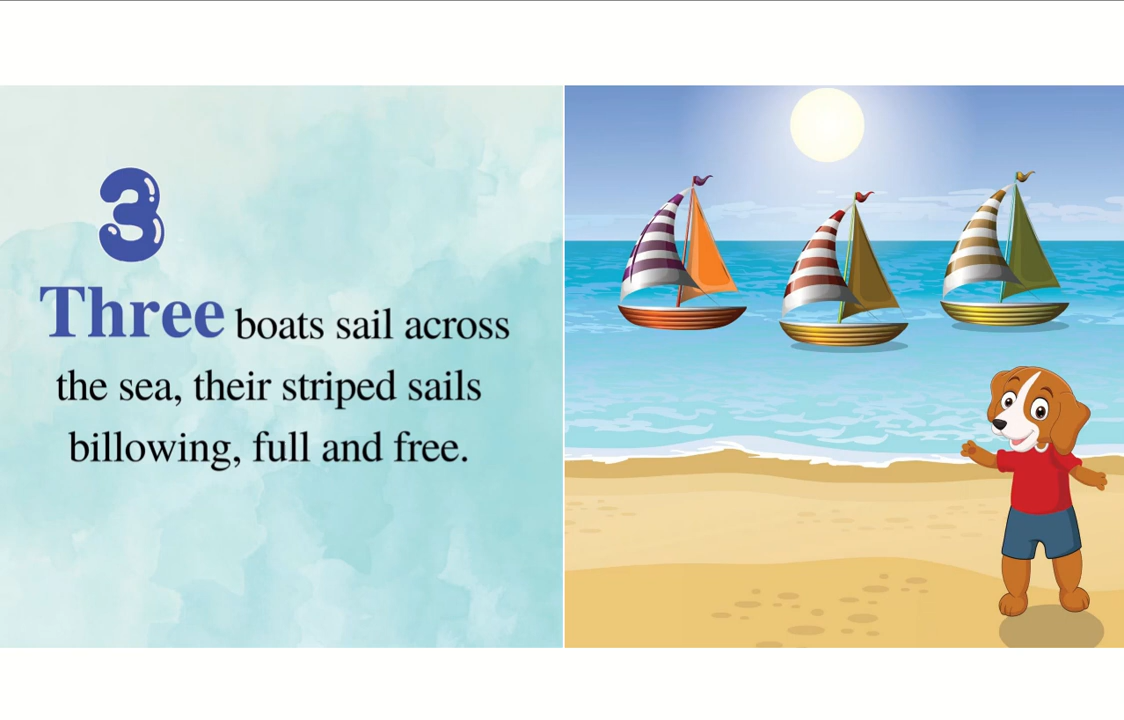 3
Three boats sail across
the sea, their striped sails
billowing, full and free.